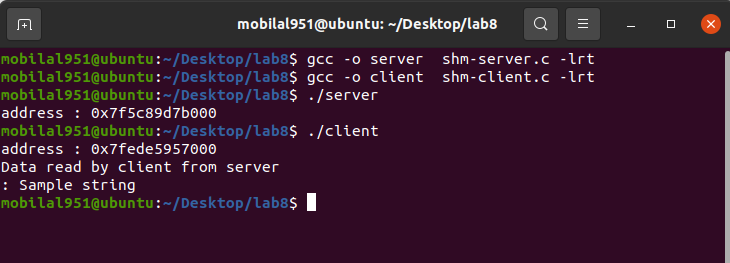 mobilal951@ubuntu: ~/Desktop/lab8
mobilal951@ubuntu:~/Desktop/lab8$ gcc -o server  shm-server.c -lrt
mobilal951@ubuntu:~/Desktop/lab8$ gcc -o client  shm-client.c -lrt
mobilal951@ubuntu:~/Desktop/lab8$ ./server
address : 0x7f5c89d7b000
mobilal951@ubuntu:~/Desktop/lab8$ ./client
address : 0x7fede5957000
Data read by client from server
: Sample string
mobilal951@ubuntu:~/Desktop/lab8$